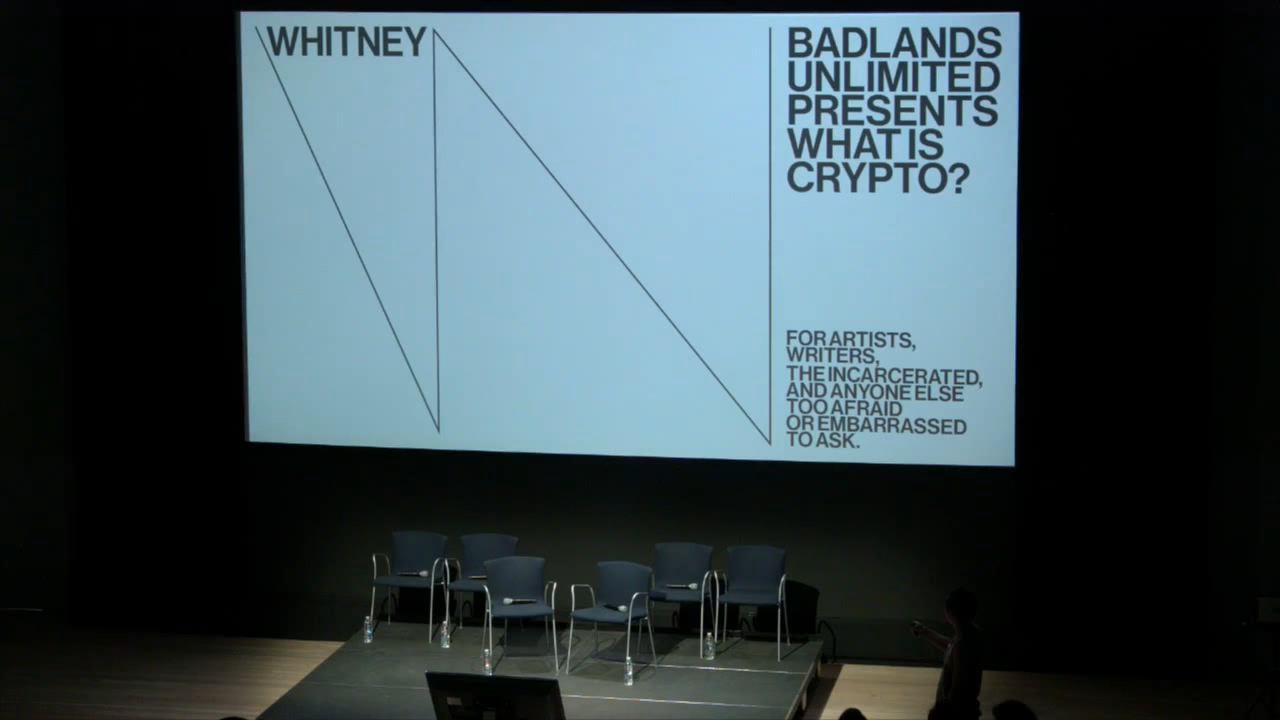 WHITNEY
BADLANDS
UNLIMITED
PRESENTS
WHAT IS
CRYPTO?
FOR ARTISTS,
WRITERS,
THE INCARCERATED,
AND ANYONE ELSE
TOO AFRAID
OR EMBARRASSED
TO ASK.